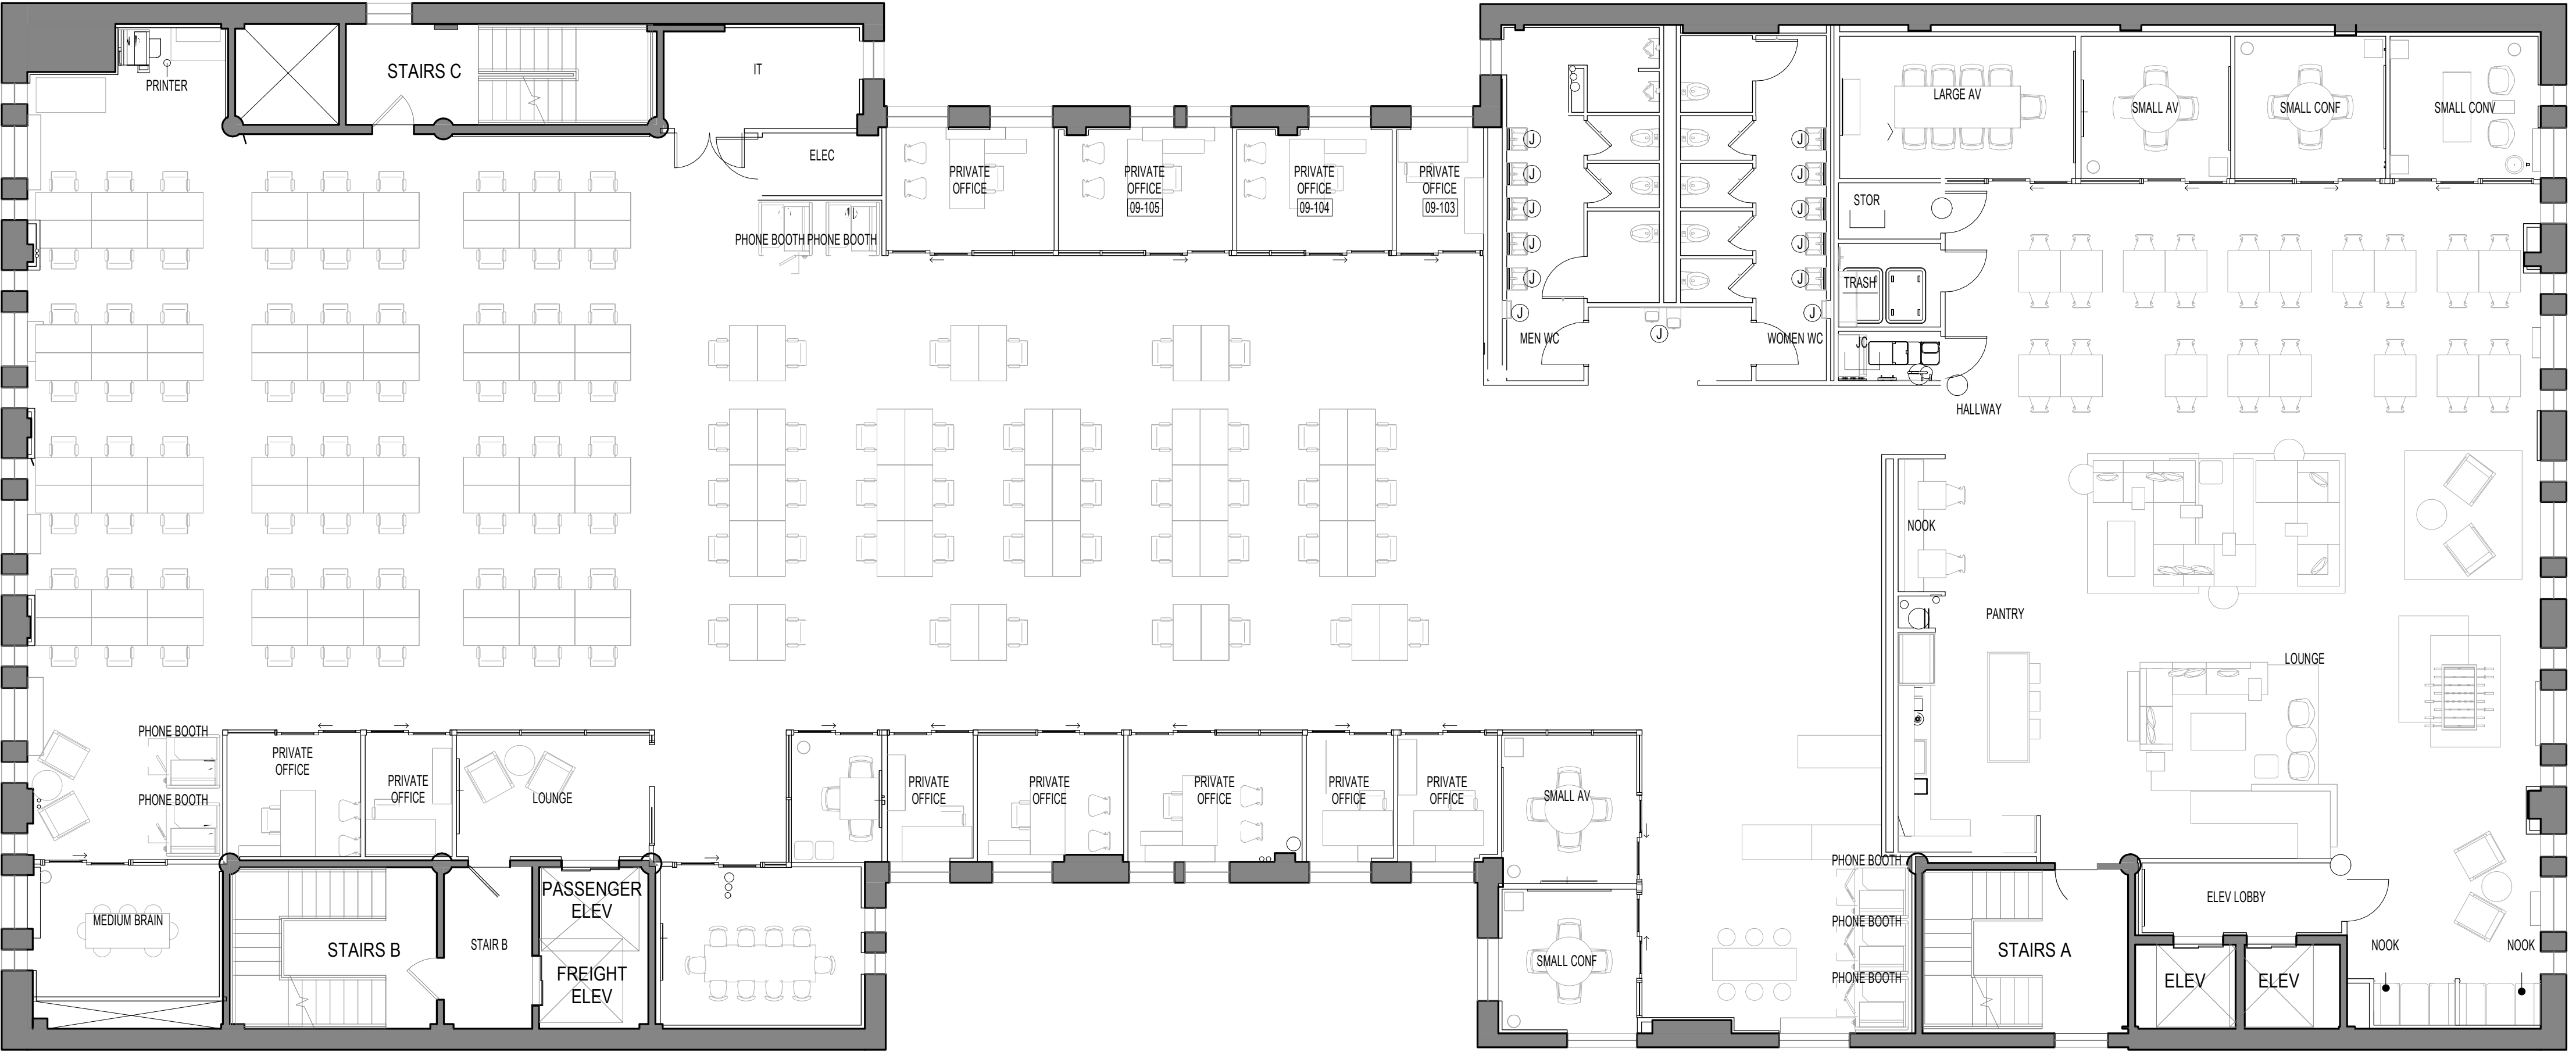 STAIRS C
IT
PRINTER
ELEC
PHONE BOOTH
PHONE BOOTH
PRIVATE
OFFICE
PRIVATE
OFFICE
09-105
PRIVATE
OFFICE
09-104
PRIVATE
OFFICE
09-103
J
J
J
J
J
J
MEN WC
J
J
J
J
J
J
J
WOMEN WC
LARGE AV
SMALL AV
SMALL CONF
SMALL CONV
STOR
TRASH
JC
HALLWAY
NOOK
PANTRY
LOUNGE
PHONE BOOTH
PHONE BOOTH
PRIVATE
OFFICE
PRIVATE
OFFICE
LOUNGE
PRIVATE
OFFICE
PRIVATE
OFFICE
PRIVATE
OFFICE
PRIVATE
OFFICE
PRIVATE
OFFICE
SMALL AV
MEDIUM BRAIN
STAIRS B
STAIR B
PASSENGER
ELEV
FREIGHT
ELEV
SMALL CONF
PHONE BOOTH
PHONE BOOTH
PHONE BOOTH
STAIRS A
ELEV LOBBY
ELEV
ELEV
NOOK
NOOK